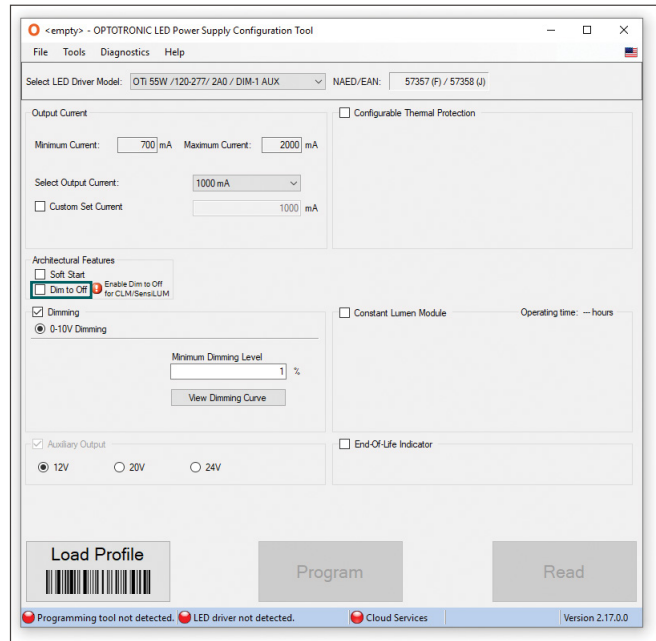 <empty> - OPTOTRONIC LED Power Supply Configuration Tool
File Tools Diagnostics Help
Select LED Driver Model: OTi 55W /120-277/ 2A0 / DIM-1 AUX NAED/EAN: 57357 (F) / 57358 (J)
Output Current
Configurable Thermal Protection
Minimum Current: 700 mA Maximum Current: 2000 mA
Select Output Current: 1000 mA
Custom Set Current 1000 mA
Architectural Features
Soft Start
Dim to Off
Enable Dim to Off
for CLM/SensiLUM
Dimming
0-10V Dimming
Minimum Dimming Level
1 %
View Dimming Curve
Constant Lumen Module Operating time: --- hours
Auxiliary Output
12V 20V 24V
End-Of-Life Indicator
Load Profile
Program
Read
Programming tool not detected. LED driver not detected. Cloud Services Version 2.17.0.0